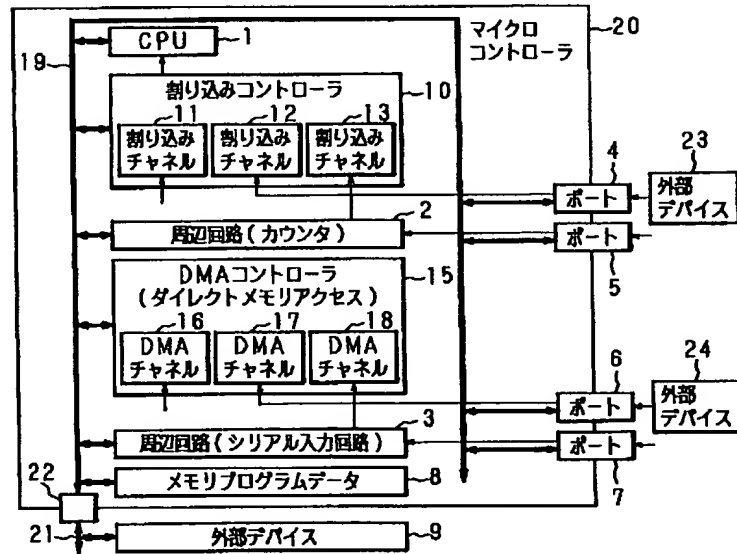 CPU
1
19
マイクロ
コントローラ
20
割り込みコントローラ
10
11
12
13
割り込み
チャネル
割り込み
チャネル
割り込み
チャネル
4
ポート
23
外部
デバイス
2
周辺回路(カウンタ)
ポート
5
DMAコントローラ
(ダイレクトメモリアクセス)
15
16
17
18
DMA
チャネル
DMA
チャネル
DMA
チャネル
6
ポート
24
外部
デバイス
3
周辺回路(シリアル入力回路)
ポート
7
メモリプログラムデータ
8
22
21
外部デバイス
9